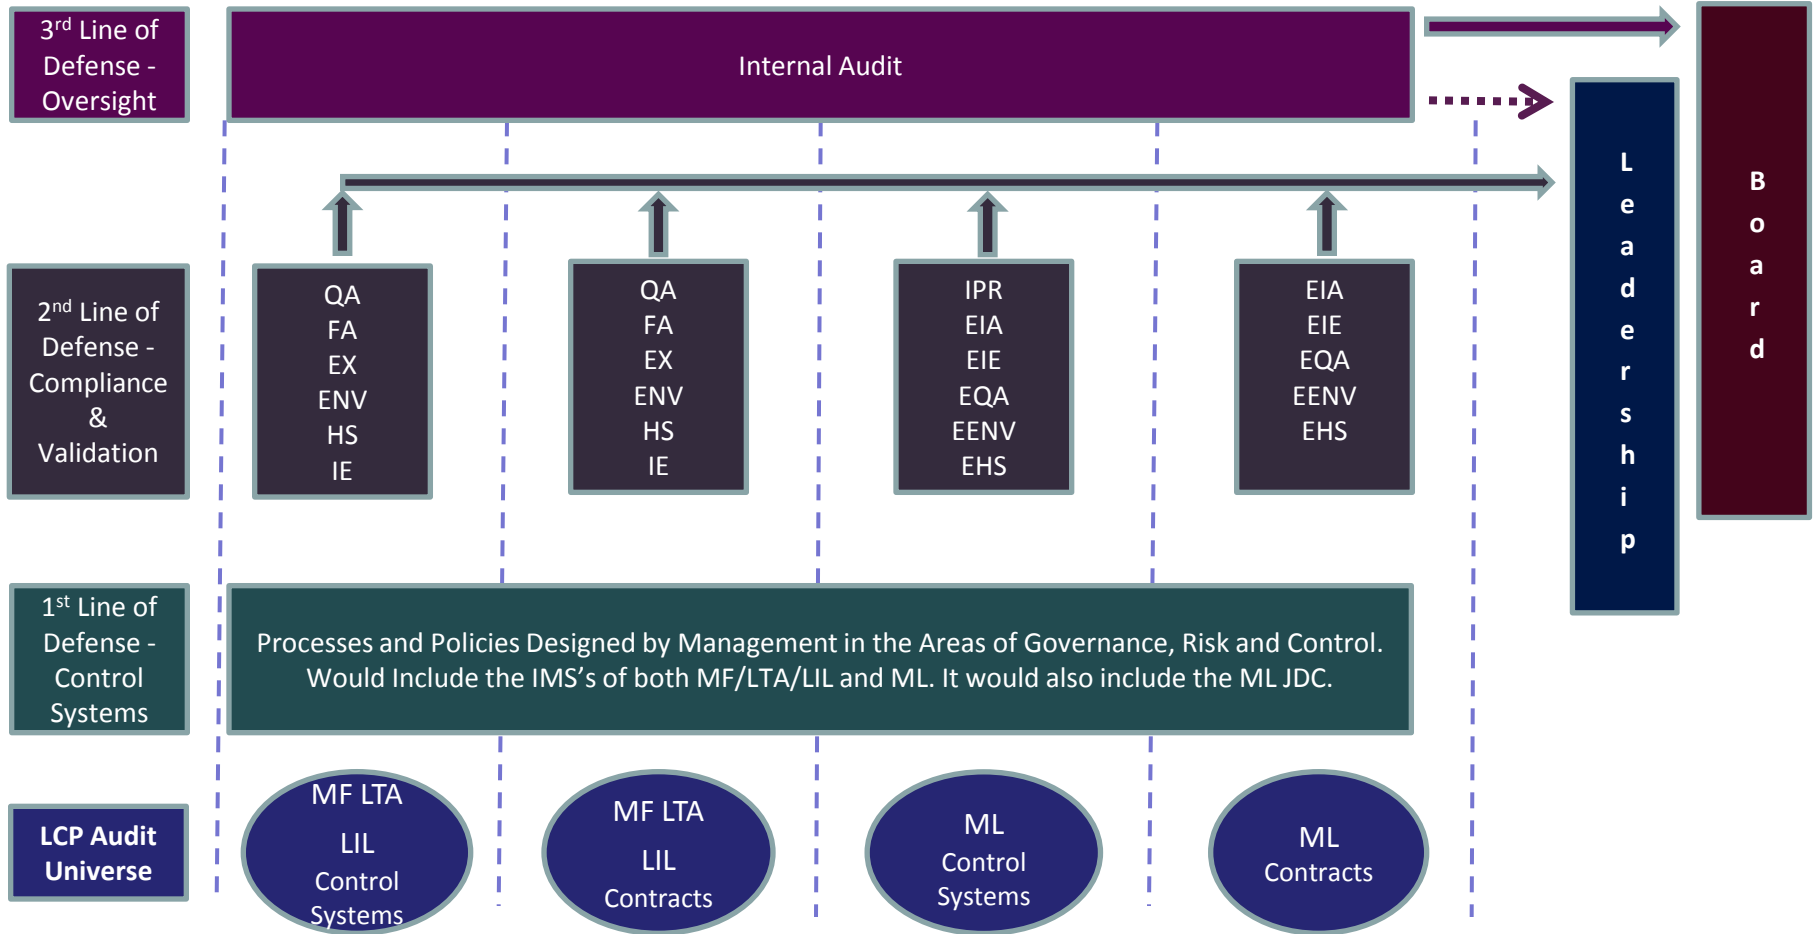 3rd Line of
Defense -
Oversight
Internal Audit
Leadership
Board
2nd Line of
Defense -
Compliance
&
Validation
QA
FA
EX
ENV
HS
IE
QA
FA
EX
ENV
HS
IE
IPR
EIA
EIE
EQA
EENV
EHS
EIA
EIE
EQA
EENV
EHS
1st Line of
Defense -
Control
Systems
Processes and Policies Designed by Management in the Areas of Governance, Risk and Control.
Would Include the IMS’s of both MF/LTA/LIL and ML. It would also include the ML JDC.
LCP Audit
Universe
MF LTA
LIL
Control
Systems
MF LTA
LIL
Contracts
ML
Control
Systems
ML
Contracts